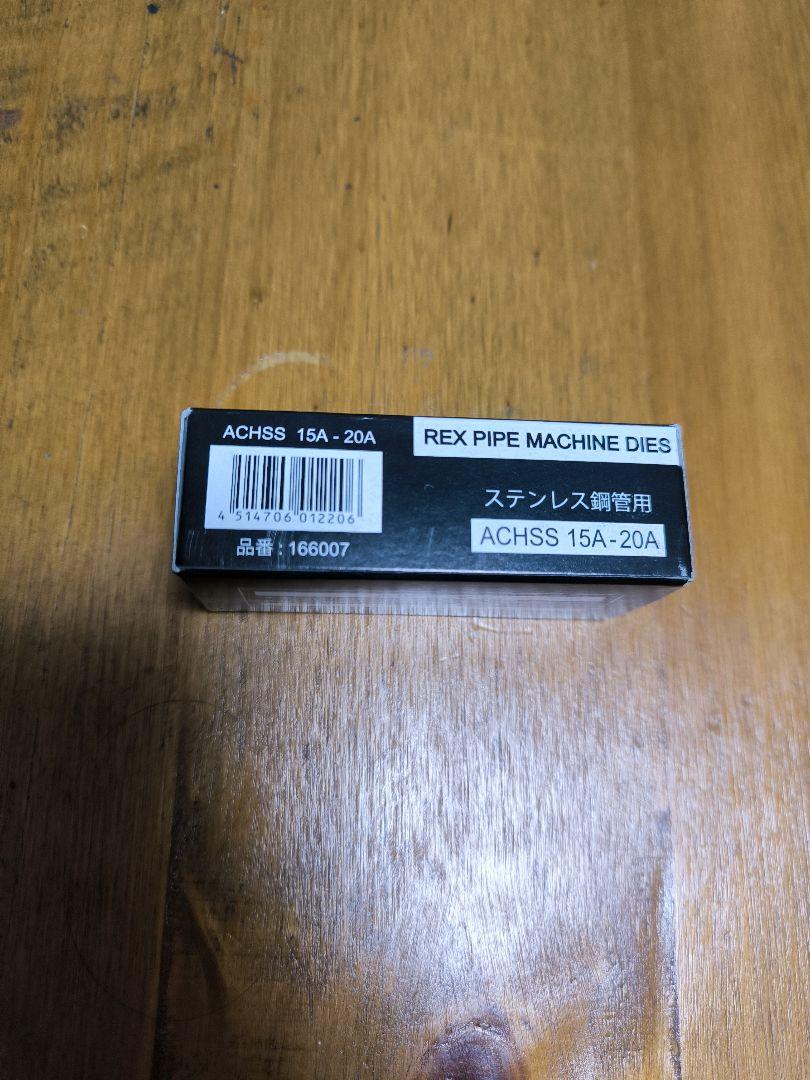 ACHSS 15A - 20A
4 514706 012206
品番 : 166007
REX PIPE MACHINE DIES
ステンレス鋼管用
ACHSS 15A - 20A